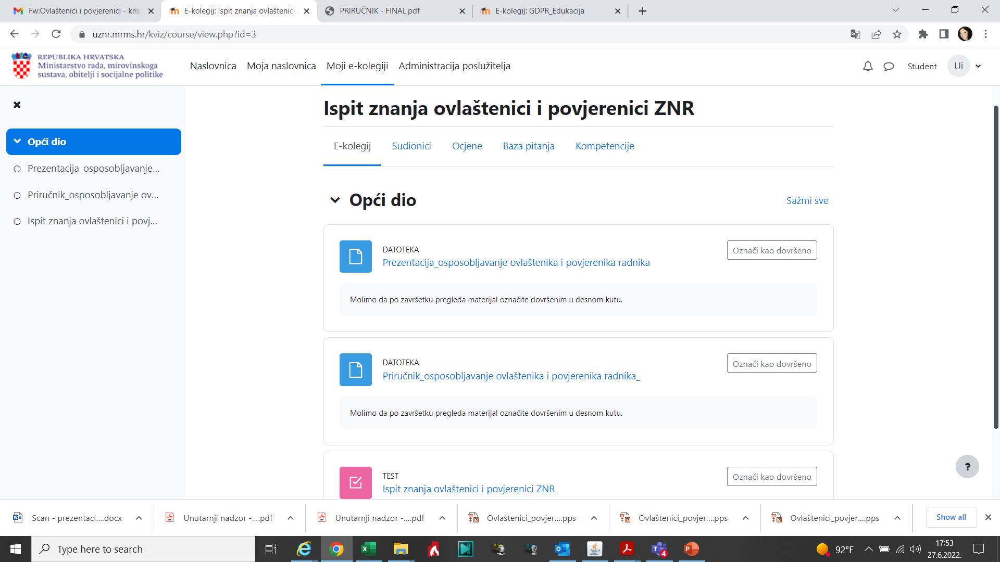 Fw:Ovlaštenici i povjerenici - kris.
E-kolegij: Ispit znanja ovlaštenici
PRIRUČNIK - FINAL.pdf
E-kolegij: GDPR_Edukacija
uznr.mrms.hr/kviz/course/view.php?id=3
REPUBLIKA HRVATSKA
Ministarstvo rada, mirovinskoga
sustava, obitelji i socijalne politike
Naslovnica
Moja naslovnica
Moji e-kolegiji
Administracija poslužitelja
Student
Ui
Opći dio
Prezentacija_osposobljavanje...
Priručnik_osposobljavanje ov...
Ispit znanja ovlaštenici i povj...
Ispit znanja ovlaštenici i povjerenici ZNR
E-kolegij
Sudionici
Ocjene
Baza pitanja
Kompetencije
Opći dio
Sažmi sve
DATOTEKA
Prezentacija_osposobljavanje ovlaštenika i povjerenika radnika
Označi kao dovršeno
Molimo da po završetku pregleda materijal označite dovršenim u desnom kutu.
DATOTEKA
Priručnik_osposobljavanje ovlaštenika i povjerenika radnika_
Označi kao dovršeno
Molimo da po završetku pregleda materijal označite dovršenim u desnom kutu.
TEST
Ispit znanja ovlaštenici i povjerenici ZNR
Označi kao dovršeno
?
Scan - prezentaci....docx
Unutarnji nadzor -....pdf
Unutarnji nadzor -....pdf
Ovlaštenici_povjer....pps
Ovlaštenici_povjer....pps
Ovlaštenici_povjer....pps
Show all
Type here to search
4
92°F
17:53
27.6.2022.